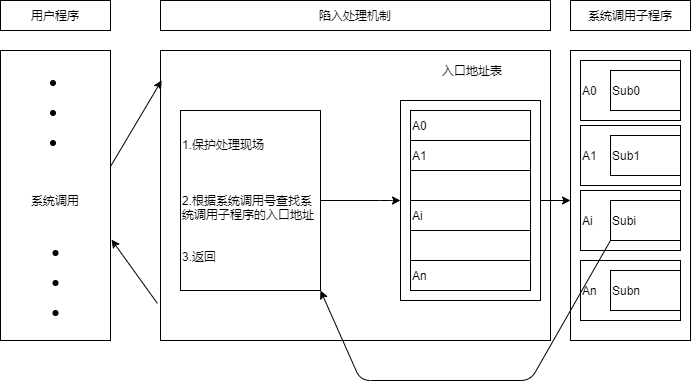 用户程序
陷入处理机制
系统调用子程序
系统调用
入口地址表
1.保护处理现场
2.根据系统调用号查找系
统调用子程序的入口地址
3.返回
A0
A1
Ai
An
A0
Sub0
A1
Sub1
Ai
Subi
An
Subn